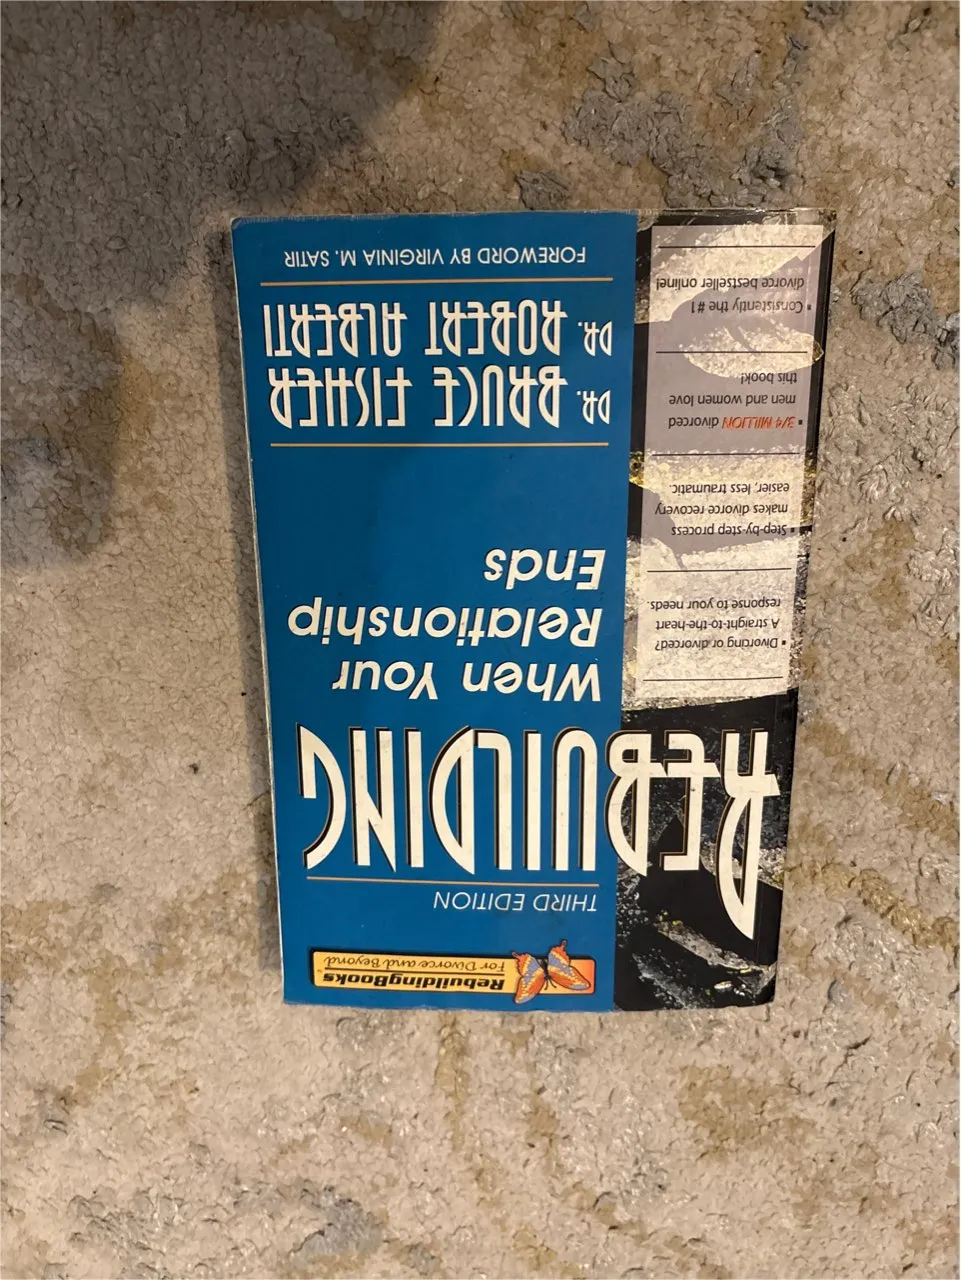 RebuildingBooks™
For Divorce and Beyond
THIRD EDITION
REBUILDING
When Your
Relationship
Ends
• Divorcing or divorced?
A straight-to-the-heart
response to your needs.
• Step-by-step process
makes divorce recovery
easier, less traumatic.
• 3/4 MILLION divorced
men and women love
this book!
• Consistently the #1
divorce bestseller online!
DR. BRUCE FISHER
DR. ROBERT ALBERTI
FOREWORD BY VIRGINIA M. SATIR